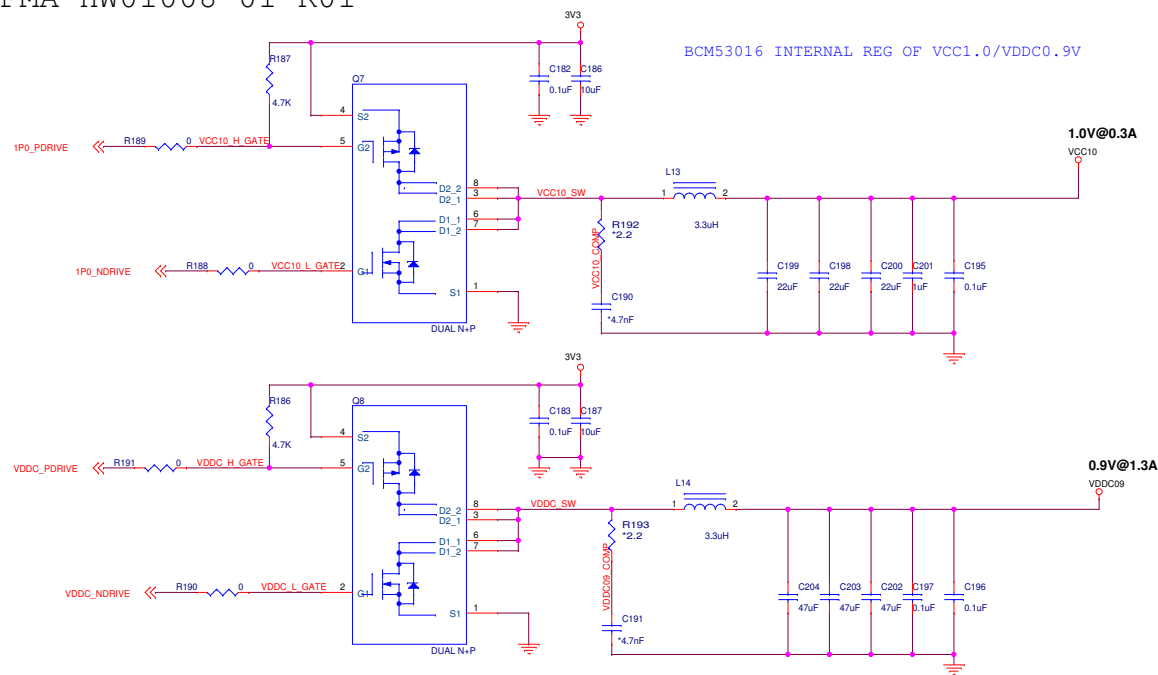 3V3
BCM53016 INTERNAL REG OF VCC1.0/VDDC0.9V
R187
4.7K
C182
0.1uF
C186
10uF
Q7
4
S2
1P0_PDRIVE
R189
0
VCC10_H_GATE
5
G2
1.0V@0.3A
VCC10
D2_2
8
D2_1
3
D1_1
6
D1_2
7
VCC10_SW
L13
1
2
3.3uH
R192
*2.2
VCC10_COMP
1P0_NDRIVE
R188
0
VCC10_L_GATE
2
G1
S1
1
C199
22uF
C198
22uF
C200
22uF
C201
1uF
C195
0.1uF
C190
*4.7nF
DUAL N+P
3V3
R186
4.7K
C183
0.1uF
C187
10uF
Q8
4
S2
VDDC_PDRIVE
R191
0
VDDC_H_GATE
5
G2
0.9V@1.3A
VDDC09
D2_2
8
D2_1
3
D1_1
6
D1_2
7
VDDC_SW
L14
1
2
3.3uH
R193
*2.2
VDDC09_COMP
VDDC_NDRIVE
R190
0
VDDC_L_GATE
2
G1
S1
1
C204
47uF
C203
47uF
C202
47uF
C197
0.1uF
C196
0.1uF
C191
*4.7nF
DUAL N+P